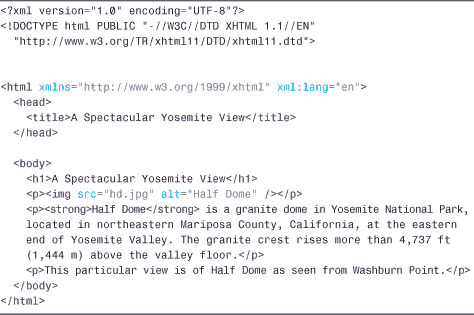 <?xml version="1.0" encoding="UTF-8"?>
<!DOCTYPE html PUBLIC "-//W3C//DTD XHTML 1.1//EN"
"http://www.w3.org/TR/xhtml11/DTD/xhtml11.dtd">
<html xmlns="http://www.w3.org/1999/xhtml" xml:lang="en">
<head>
<title>A Spectacular Yosemite View</title>
</head>
<body>
<h1>A Spectacular Yosemite View</h1>
<p><img src="hd.jpg" alt="Half Dome" /></p>
<p><strong>Half Dome</strong> is a granite dome in Yosemite National Park,
located in northeastern Mariposa County, California, at the eastern
end of Yosemite Valley. The granite crest rises more than 4,737 ft
(1,444 m) above the valley floor.</p>
<p>This particular view is of Half Dome as seen from Washburn Point.</p>
</body>
</html>